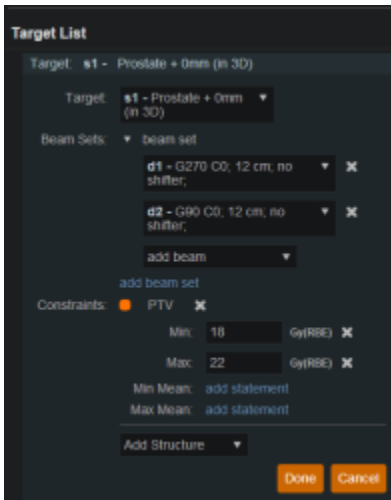 Target List
Target: s1 - Prostate + 0mm (in 3D)
Target: s1 - Prostate + 0mm
(in 3D)
Beam Sets: beam set
d1 - G270 C0; 12 cm; no
shifter;
d2 - G90 C0; 12 cm; no
shifter;
add beam
add beam set
Constraints: PTV
Min: 18 Gy(RBE)
Max: 22 Gy(RBE)
Min Mean: add statement
Max Mean: add statement
Add Structure
Done Cancel